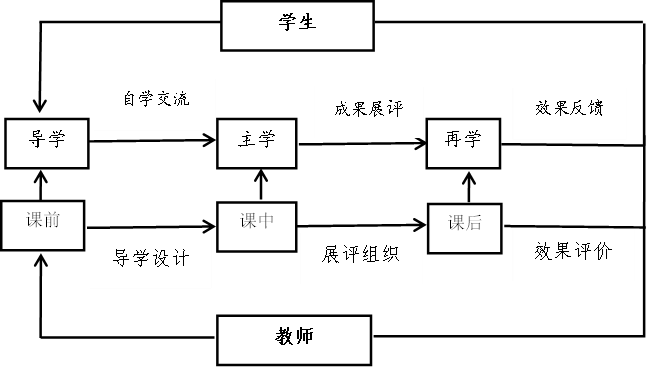 学生
自学交流
成果展评
效果反馈
导学
主学
再学
课前
课中
课后
导学设计
展评组织
效果评价
教师